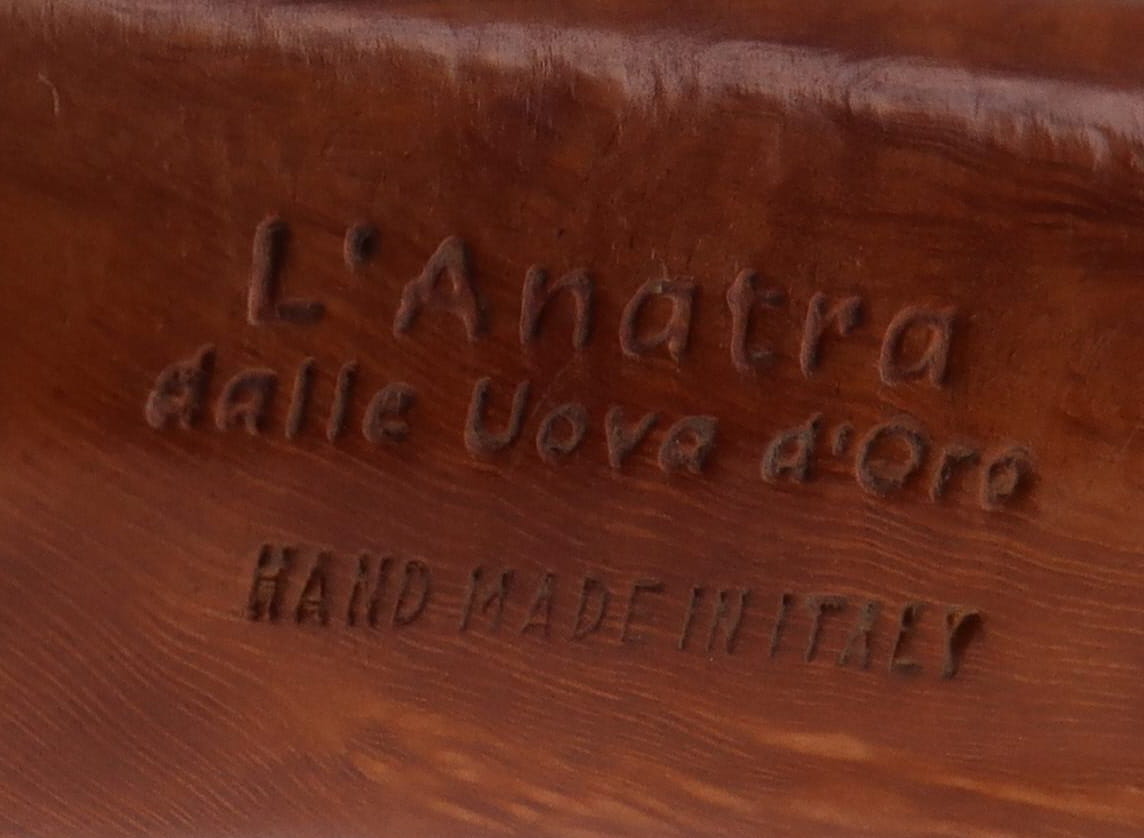 L'Anatra
dalle Uova d'Oro
HAND MADE IN ITALY